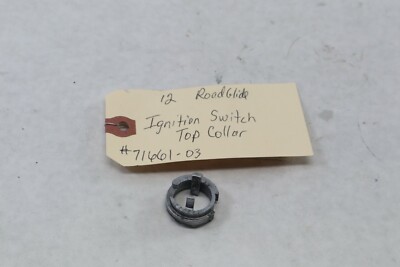 12 RoadGlide
Ignition Switch
Top Collar
#71661-03